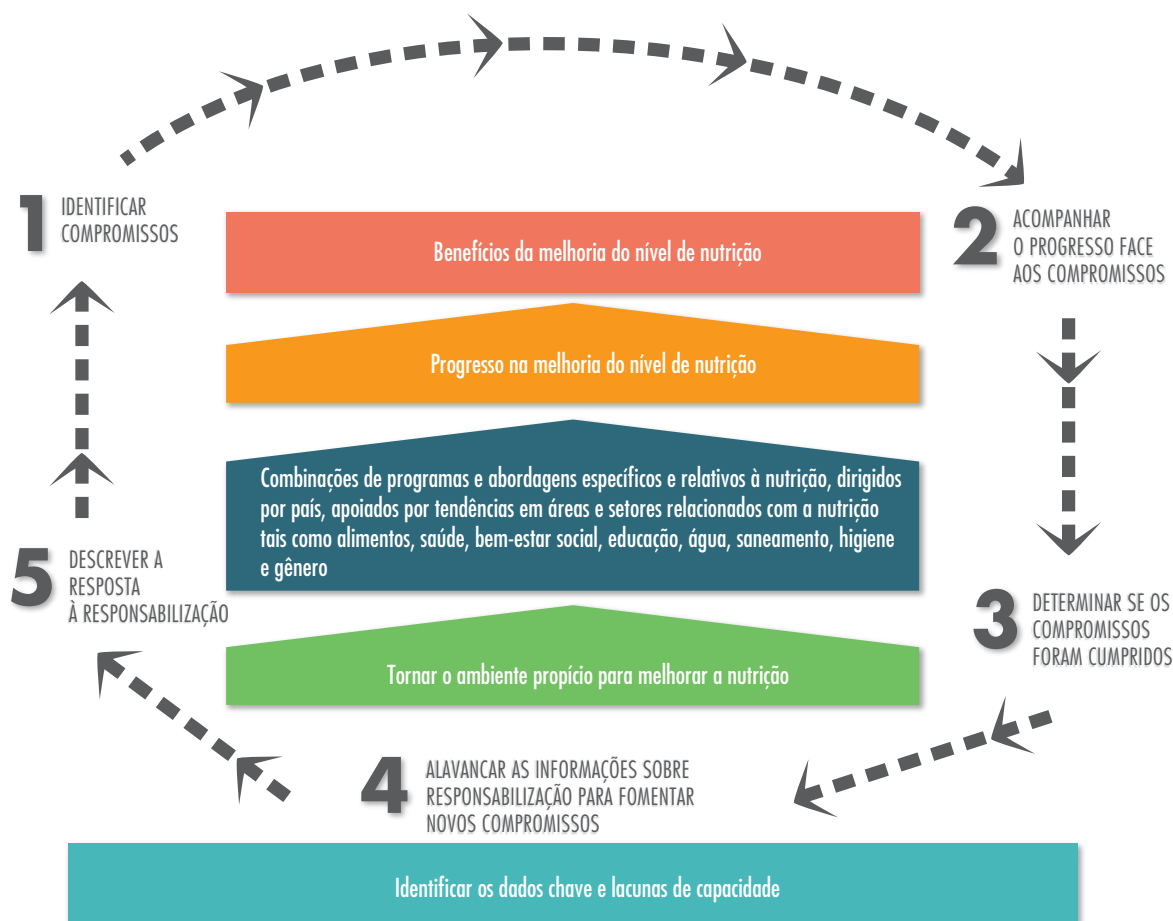 1 IDENTIFICAR
COMPROMISSOS
2 ACOMPANHAR
O PROGRESSO FACE
AOS COMPROMISSOS
Benefícios da melhoria do nível de nutrição
Progresso na melhoria do nível de nutrição
Combinações de programas e abordagens específicos e relativos à nutrição, dirigidos
por país, apoiados por tendências em áreas e setores relacionados com a nutrição
tais como alimentos, saúde, bem-estar social, educação, água, saneamento, higiene
e gênero
5 DESCREVER A
RESPOSTA
À RESPONSABILIZAÇÃO
3 DETERMINAR SE OS
COMPROMISSOS
FORAM CUMPRIDOS
Tornar o ambiente propício para melhorar a nutrição
4 ALAVANCAR AS INFORMAÇÕES SOBRE
RESPONSABILIZAÇÃO PARA FOMENTAR
NOVOS COMPROMISSOS
Identificar os dados chave e lacunas de capacidade